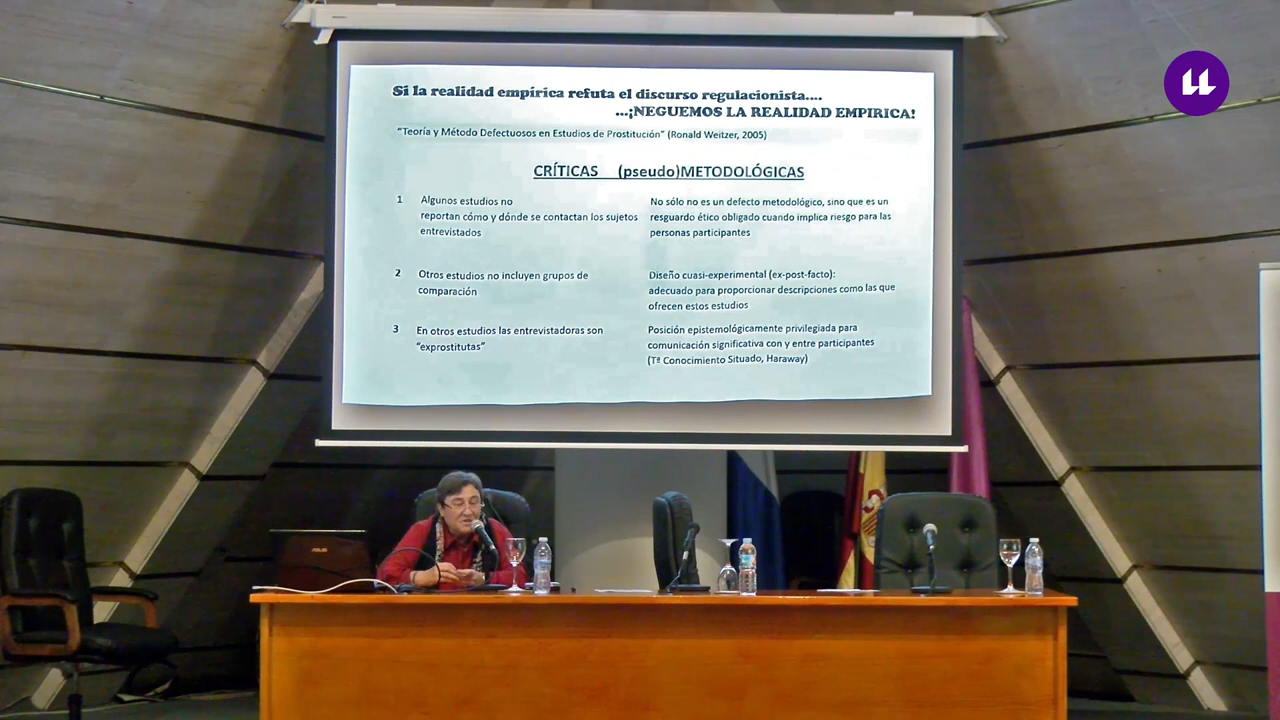 Si la realidad empírica refuta el discurso regulacionista....
...¡NEGUEMOS LA REALIDAD EMPIRICA!
"Teoría y Método Defectuosos en Estudios de Prostitución" (Ronald Weitzer, 2005)
CRÍTICAS (pseudo)METODOLÓGICAS
1 Algunos estudios no
reportan cómo y dónde se contactan los sujetos
entrevistados
No sólo no es un defecto metodológico, sino que es un
resguardo ético obligado cuando implica riesgo para las
personas participantes
2 Otros estudios no incluyen grupos de
comparación
Diseño cuasi-experimental (ex-post-facto):
adecuado para proporcionar descripciones como las que
ofrecen estos estudios
3 En otros estudios las entrevistadoras son
"exprostitutas"
Posición epistemológicamente privilegiada para
comunicación significativa con y entre participantes
(Tª Conocimiento Situado, Haraway)
ASUS